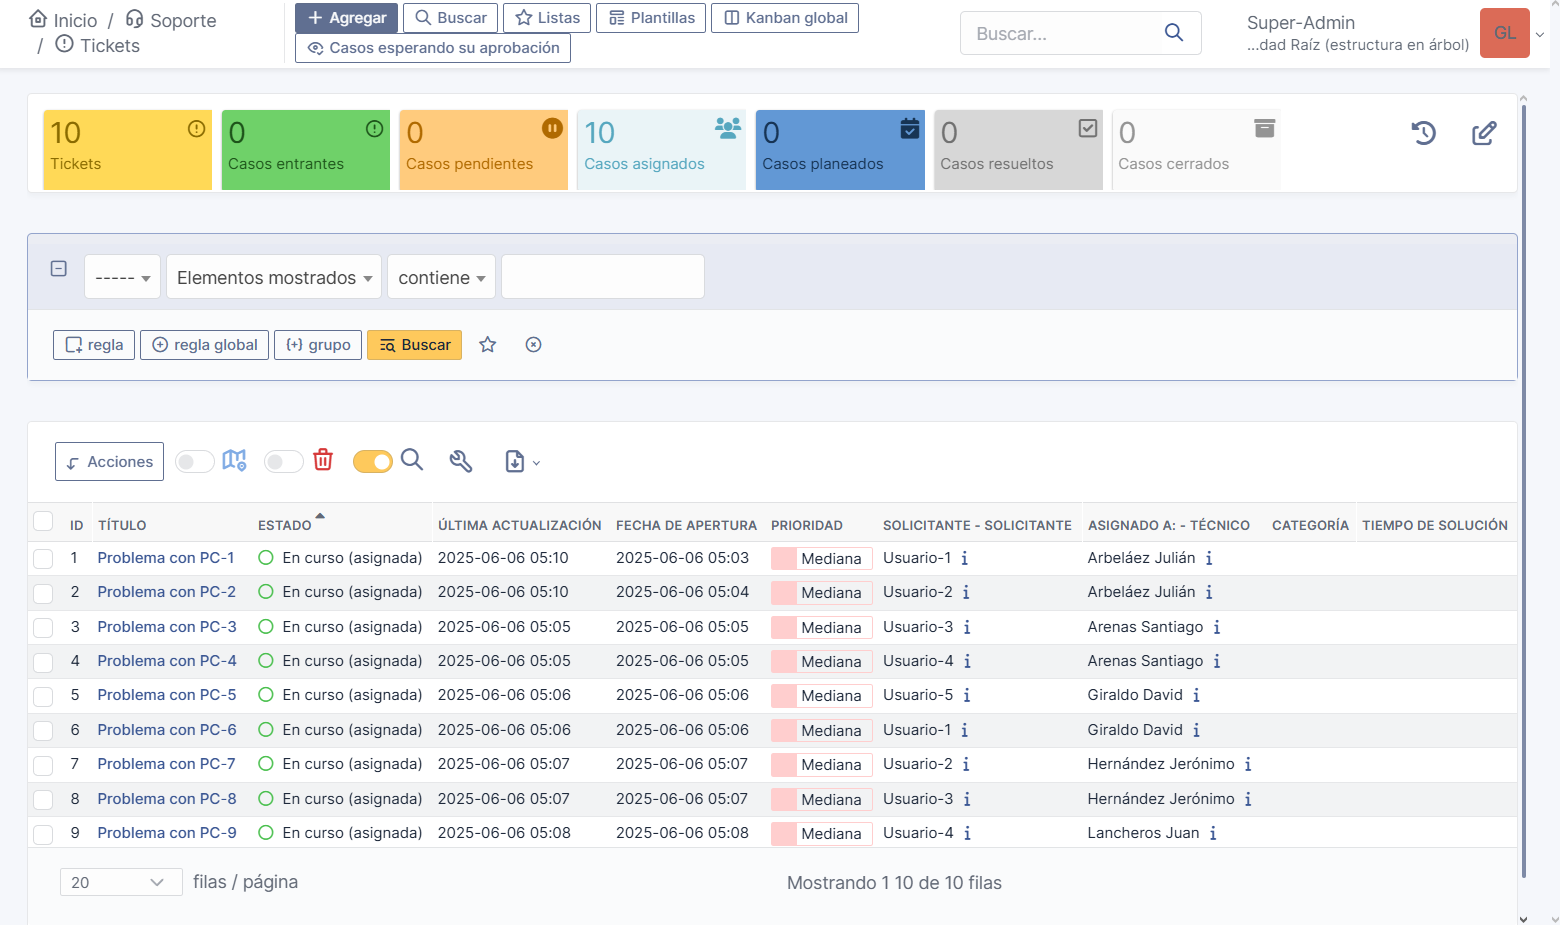 Inicio / Soporte
/ Tickets
Agregar
Buscar
Listas
Plantillas
Kanban global
Casos esperando su aprobación
Buscar...
Super-Admin
...dad Raíz (estructura en árbol)
GL
10
Tickets
0
Casos entrantes
0
Casos pendientes
10
Casos asignados
0
Casos planeados
0
Casos resueltos
0
Casos cerrados
----- Elementos mostrados contiene
regla
regla global
grupo
Buscar
Acciones
ID TÍTULO ESTADO ÚLTIMA ACTUALIZACIÓN FECHA DE APERTURA PRIORIDAD SOLICITANTE - SOLICITANTE ASIGNADO A: - TÉCNICO CATEGORÍA TIEMPO DE SOLUCIÓN
1 Problema con PC-1 En curso (asignada) 2025-06-06 05:10 2025-06-06 05:03 Mediana Usuario-1 i Arbeláez Julián i
2 Problema con PC-2 En curso (asignada) 2025-06-06 05:10 2025-06-06 05:04 Mediana Usuario-2 i Arbeláez Julián i
3 Problema con PC-3 En curso (asignada) 2025-06-06 05:05 2025-06-06 05:05 Mediana Usuario-3 i Arenas Santiago i
4 Problema con PC-4 En curso (asignada) 2025-06-06 05:05 2025-06-06 05:05 Mediana Usuario-4 i Arenas Santiago i
5 Problema con PC-5 En curso (asignada) 2025-06-06 05:06 2025-06-06 05:06 Mediana Usuario-5 i Giraldo David i
6 Problema con PC-6 En curso (asignada) 2025-06-06 05:06 2025-06-06 05:06 Mediana Usuario-1 i Giraldo David i
7 Problema con PC-7 En curso (asignada) 2025-06-06 05:07 2025-06-06 05:07 Mediana Usuario-2 i Hernández Jerónimo i
8 Problema con PC-8 En curso (asignada) 2025-06-06 05:07 2025-06-06 05:07 Mediana Usuario-3 i Hernández Jerónimo i
9 Problema con PC-9 En curso (asignada) 2025-06-06 05:08 2025-06-06 05:08 Mediana Usuario-4 i Lancheros Juan i
20 filas / página
Mostrando 1 10 de 10 filas